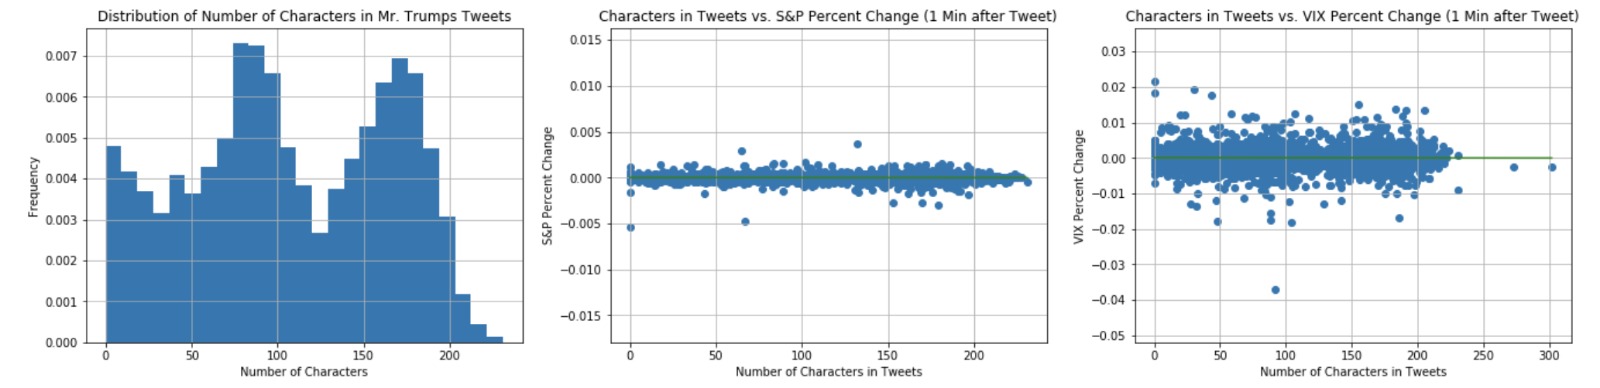 Distribution of Number of Characters in Mr. Trumps Tweets
0.007
0.006
0.005
0.004
0.003
0.002
0.001
0.000
Frequency
0 50 100 150 200
Number of Characters
Characters in Tweets vs. S&P Percent Change (1 Min after Tweet)
0.015
0.010
0.005
0.000
−0.005
−0.010
−0.015
S&P Percent Change
0 50 100 150 200
Number of Characters in Tweets
Characters in Tweets vs. VIX Percent Change (1 Min after Tweet)
0.03
0.02
0.01
0.00
−0.01
−0.02
−0.03
−0.04
−0.05
VIX Percent Change
0 50 100 150 200 250 300
Number of Characters in Tweets